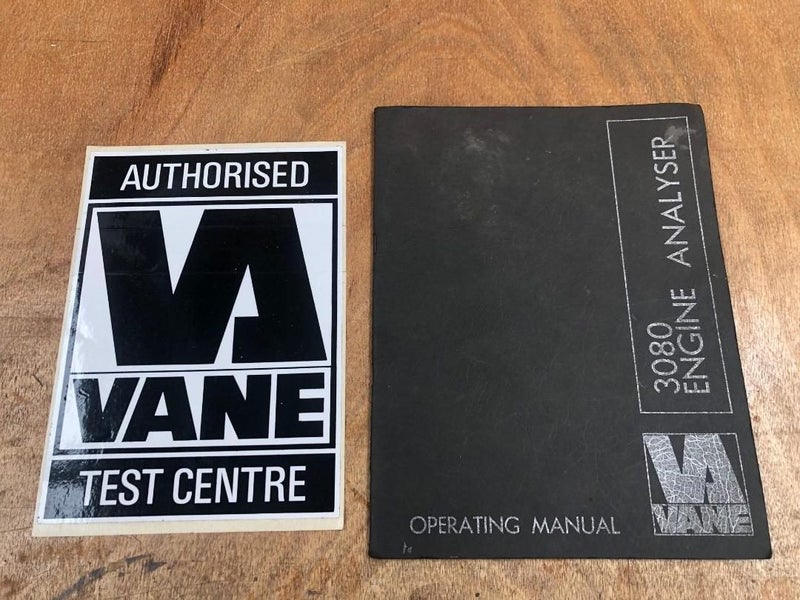 AUTHORISED
VA
VANE
TEST CENTRE
3080
ENGINE ANALYSER
VA
VANE
OPERATING MANUAL